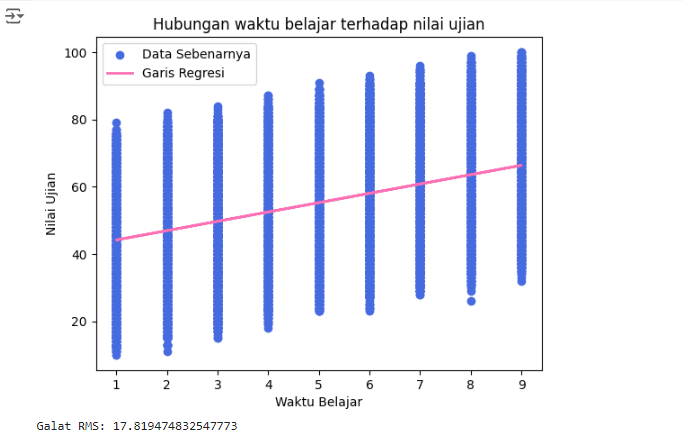 Hubungan waktu belajar terhadap nilai ujian
Data Sebenarnya
Garis Regresi
100
80
60
40
20
Nilai Ujian
1 2 3 4 5 6 7 8 9
Waktu Belajar
Galat RMS: 17.819474832547773